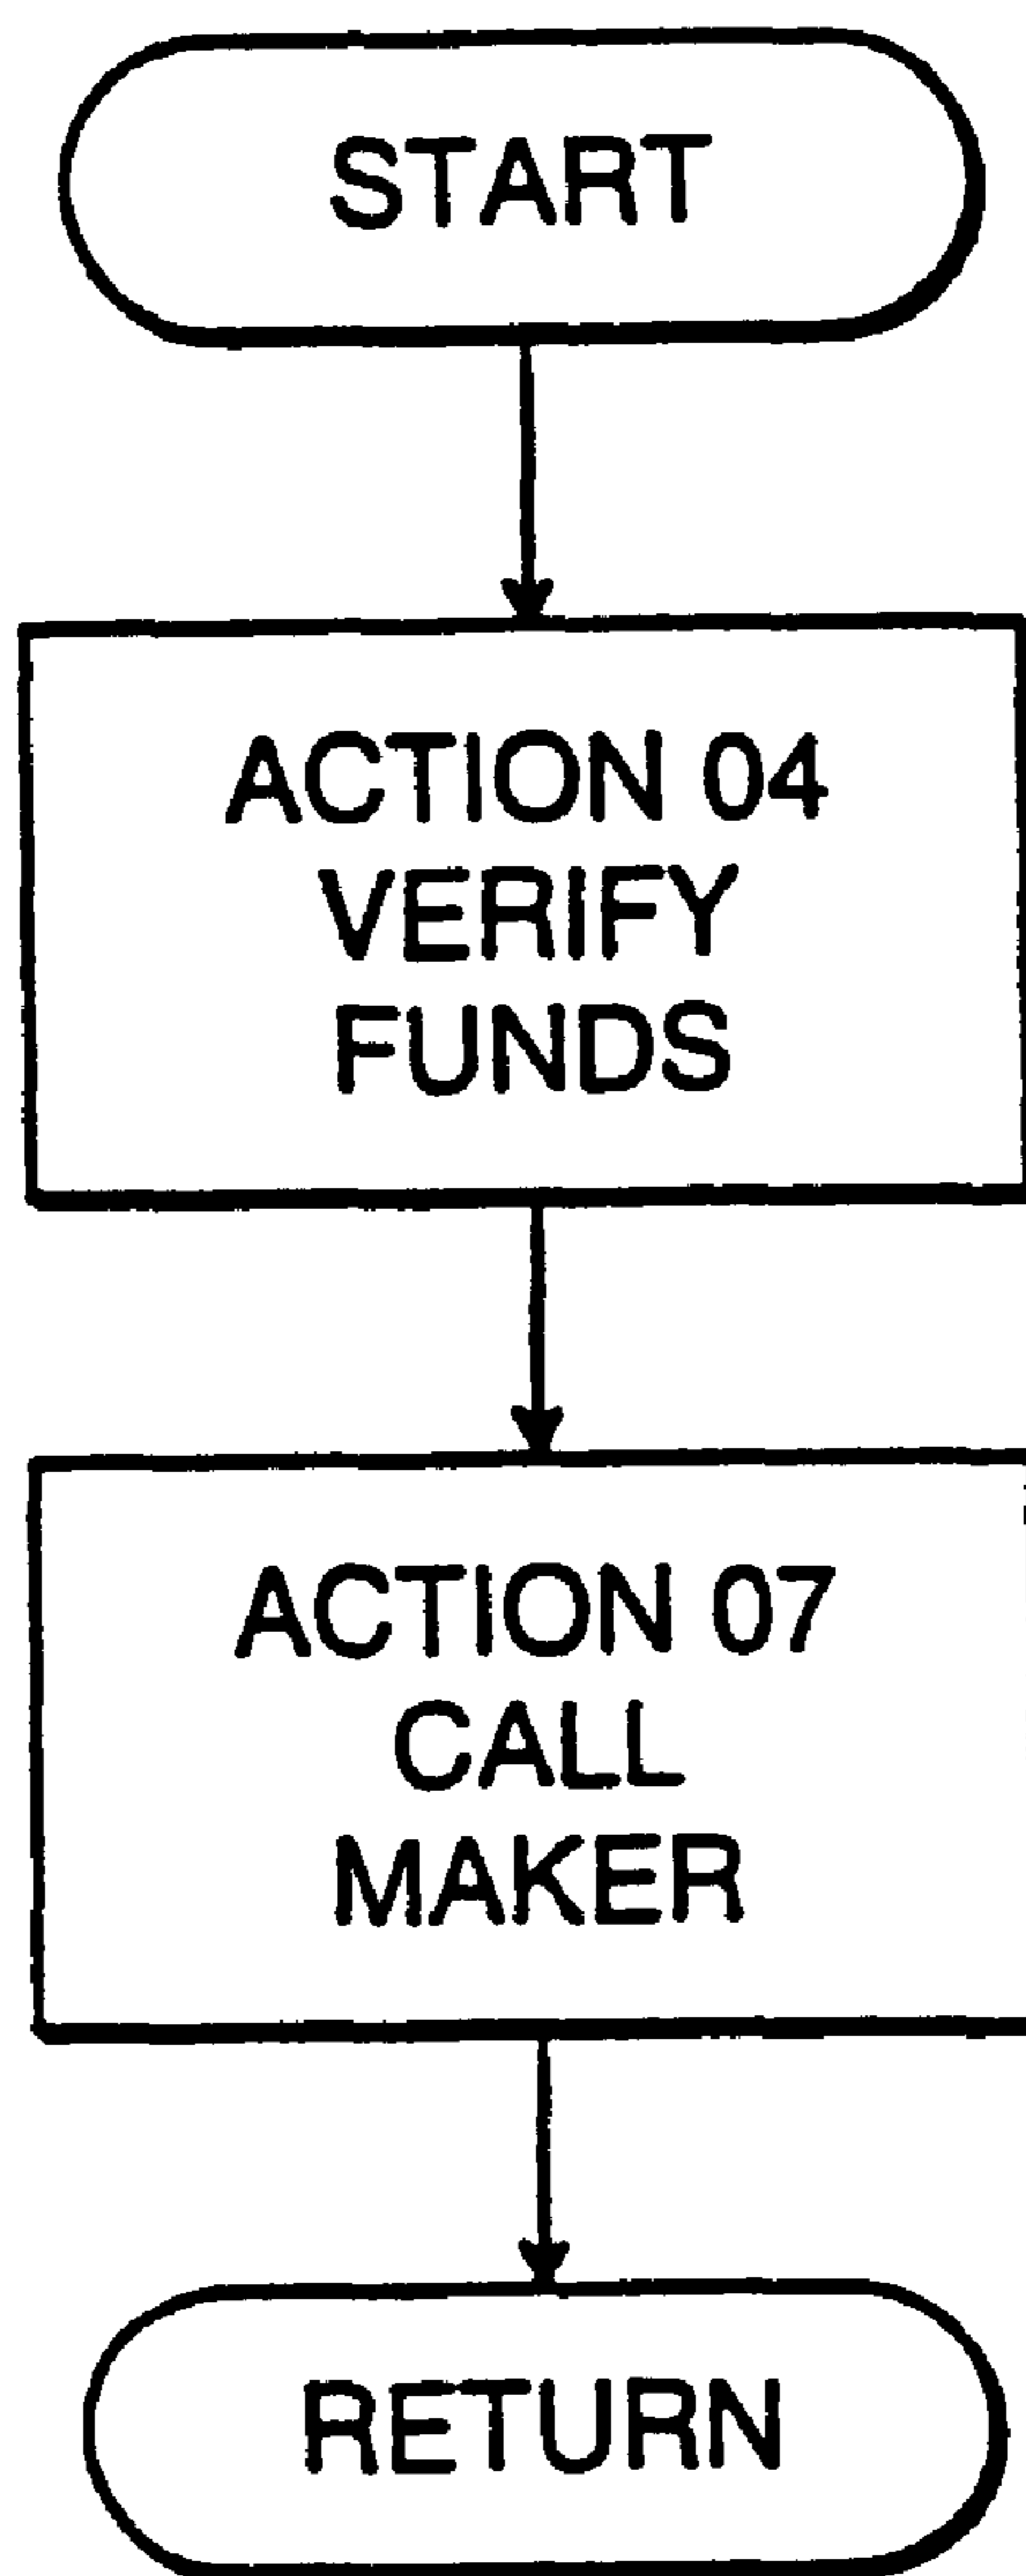 START
ACTION 04
VERIFY
FUNDS
ACTION 07
CALL
MAKER
RETURN